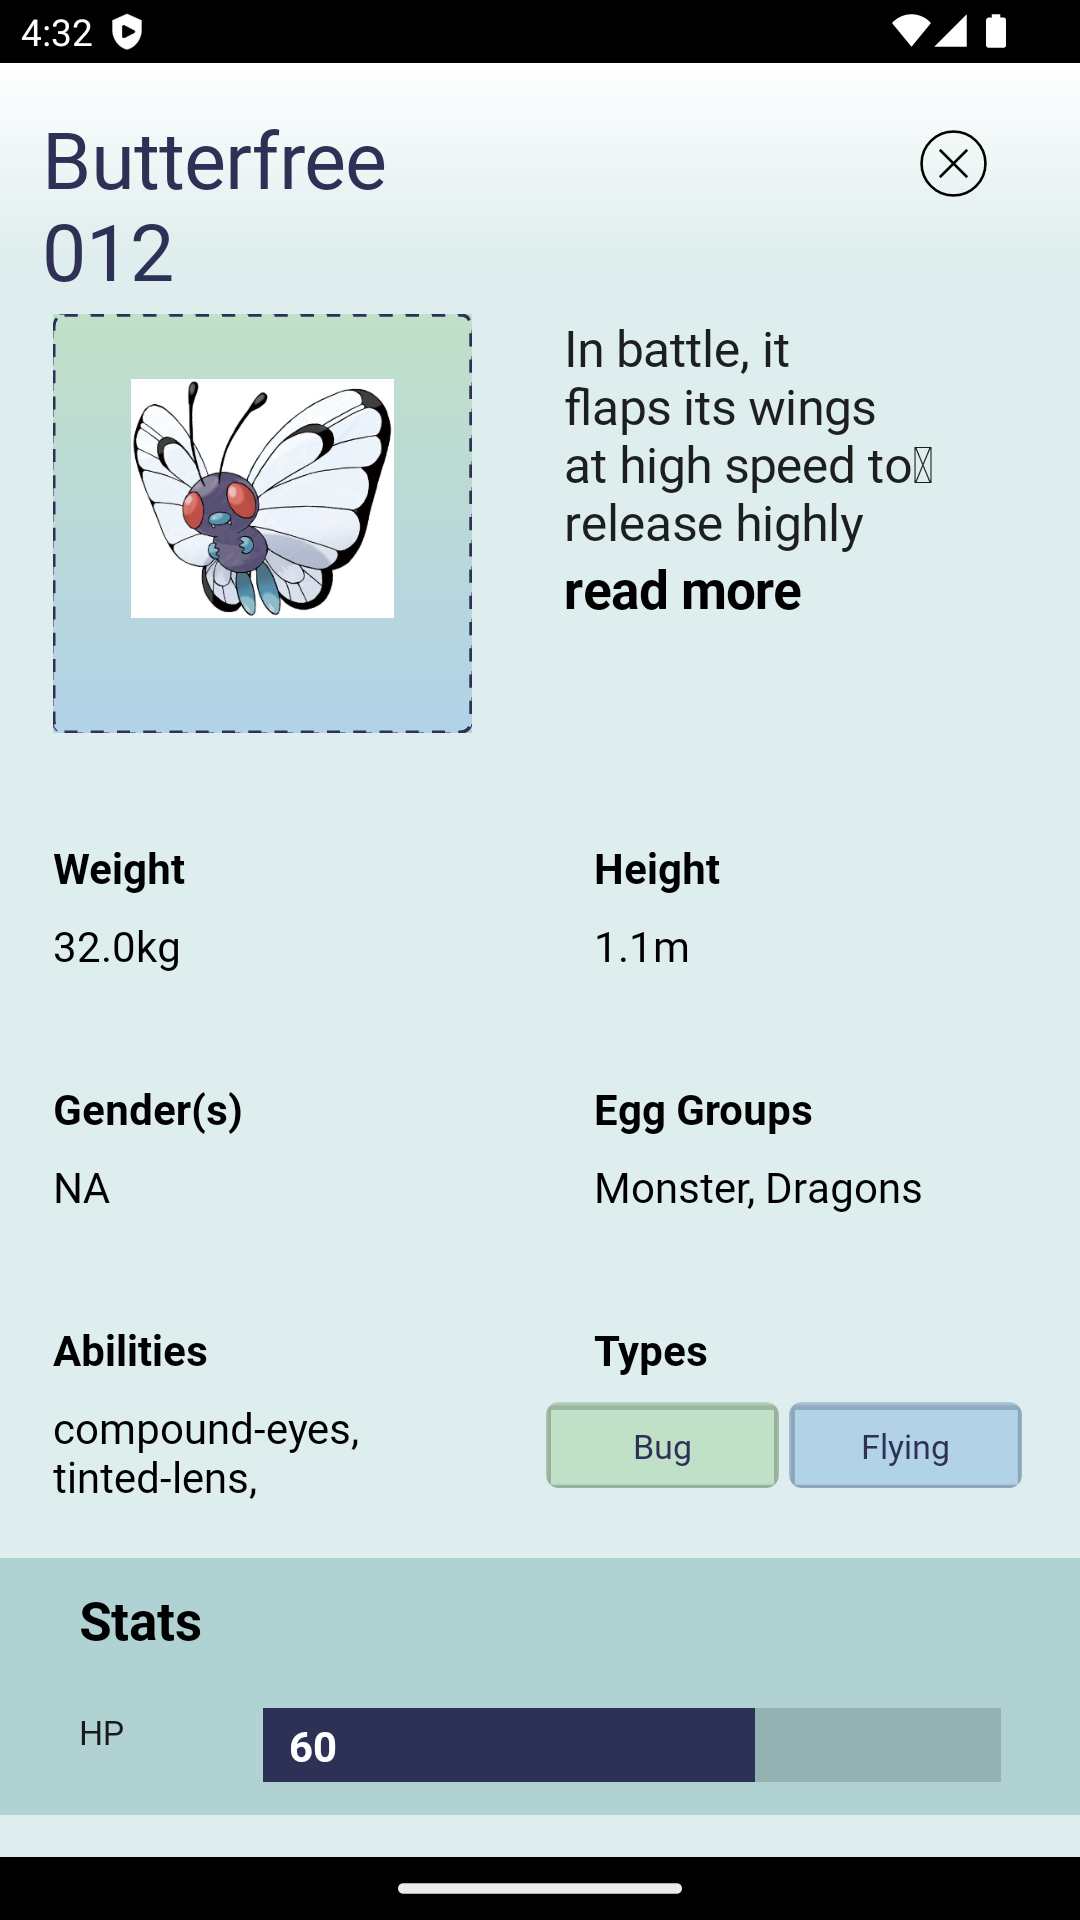 4:32
Butterfree
012
In battle, it
flaps its wings
at high speed to
release highly
read more
Weight
Height
32.0kg
1.1m
Gender(s)
Egg Groups
NA
Monster, Dragons
Abilities
Types
compound-eyes,
tinted-lens,
Bug
Flying
Stats
HP
60